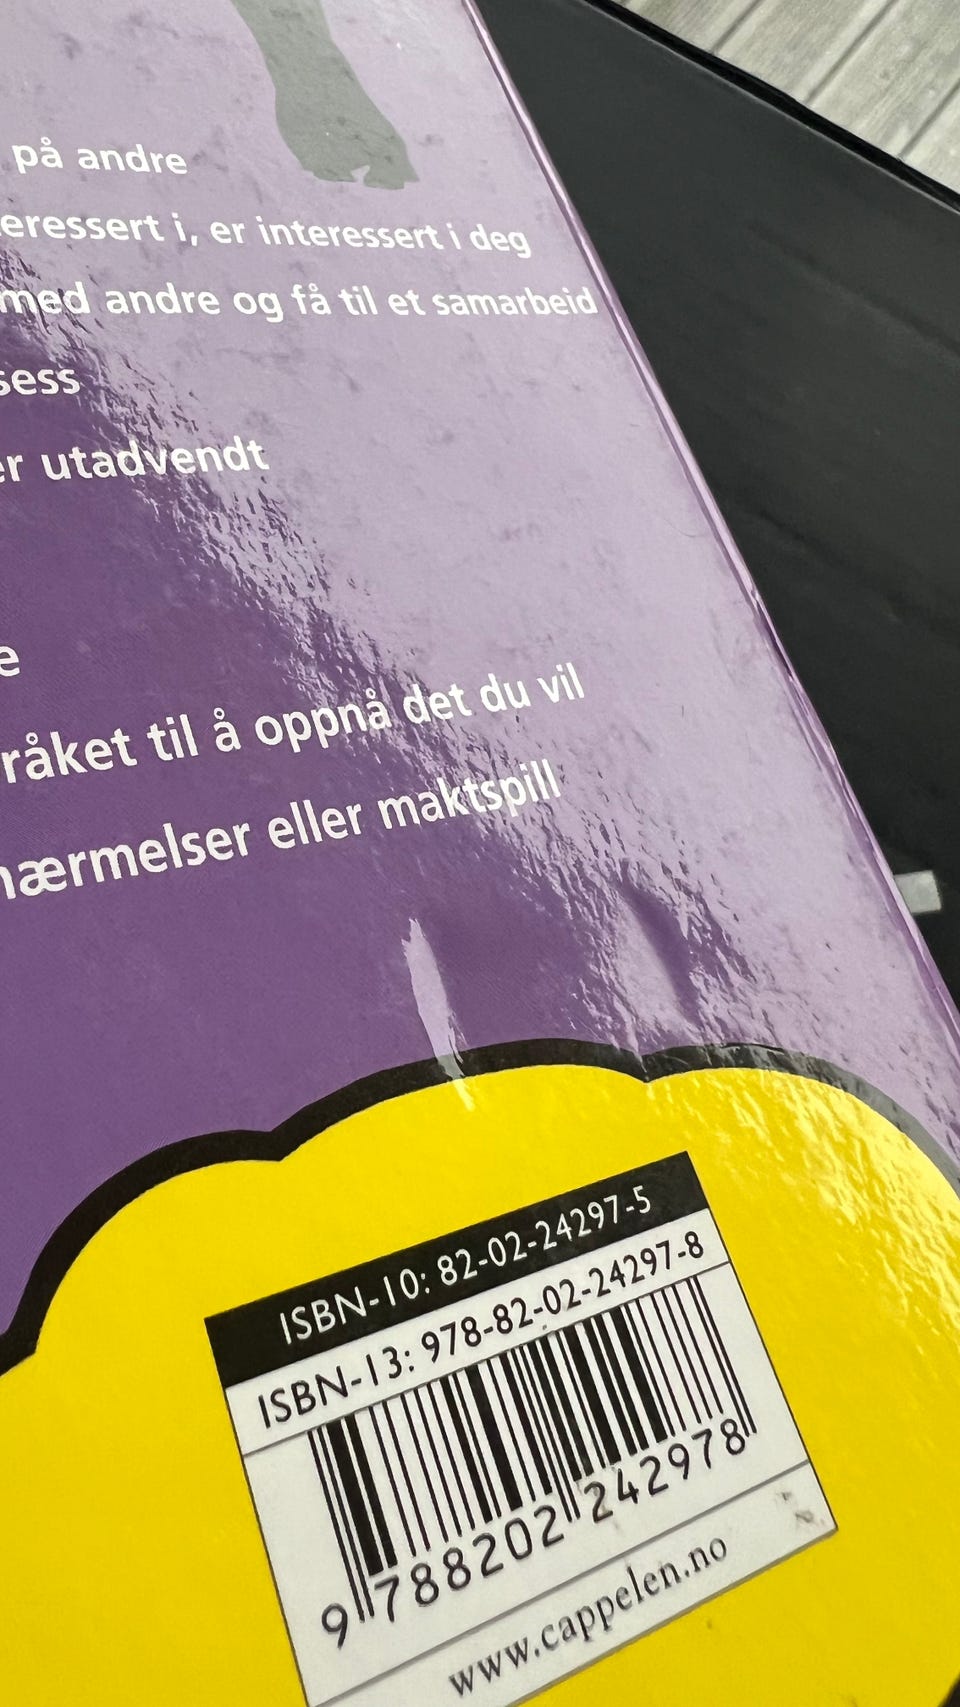 på andre
eressert i, er interessert i deg
med andre og få til et samarbeid
sess
er utadvendt
e
råket til å oppnå det du vil
nærmelser eller maktspill
ISBN-10: 82-02-24297-5
ISBN-13: 978-82-02-24297-8
9 788202 242978
www.cappelen.no